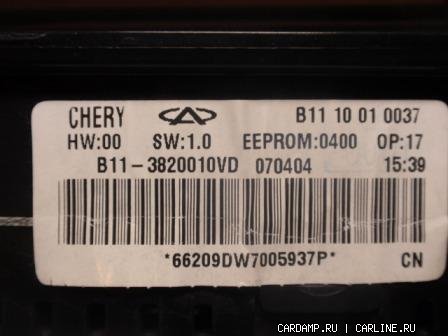 CHERY B11 10 01 0037
HW:00 SW:1.0 EEPROM:0400 OP:17
B11-3820010VD 070404 15:39
*66209DW7005937P* CN
CARDAMP.RU | CARLINE.RU